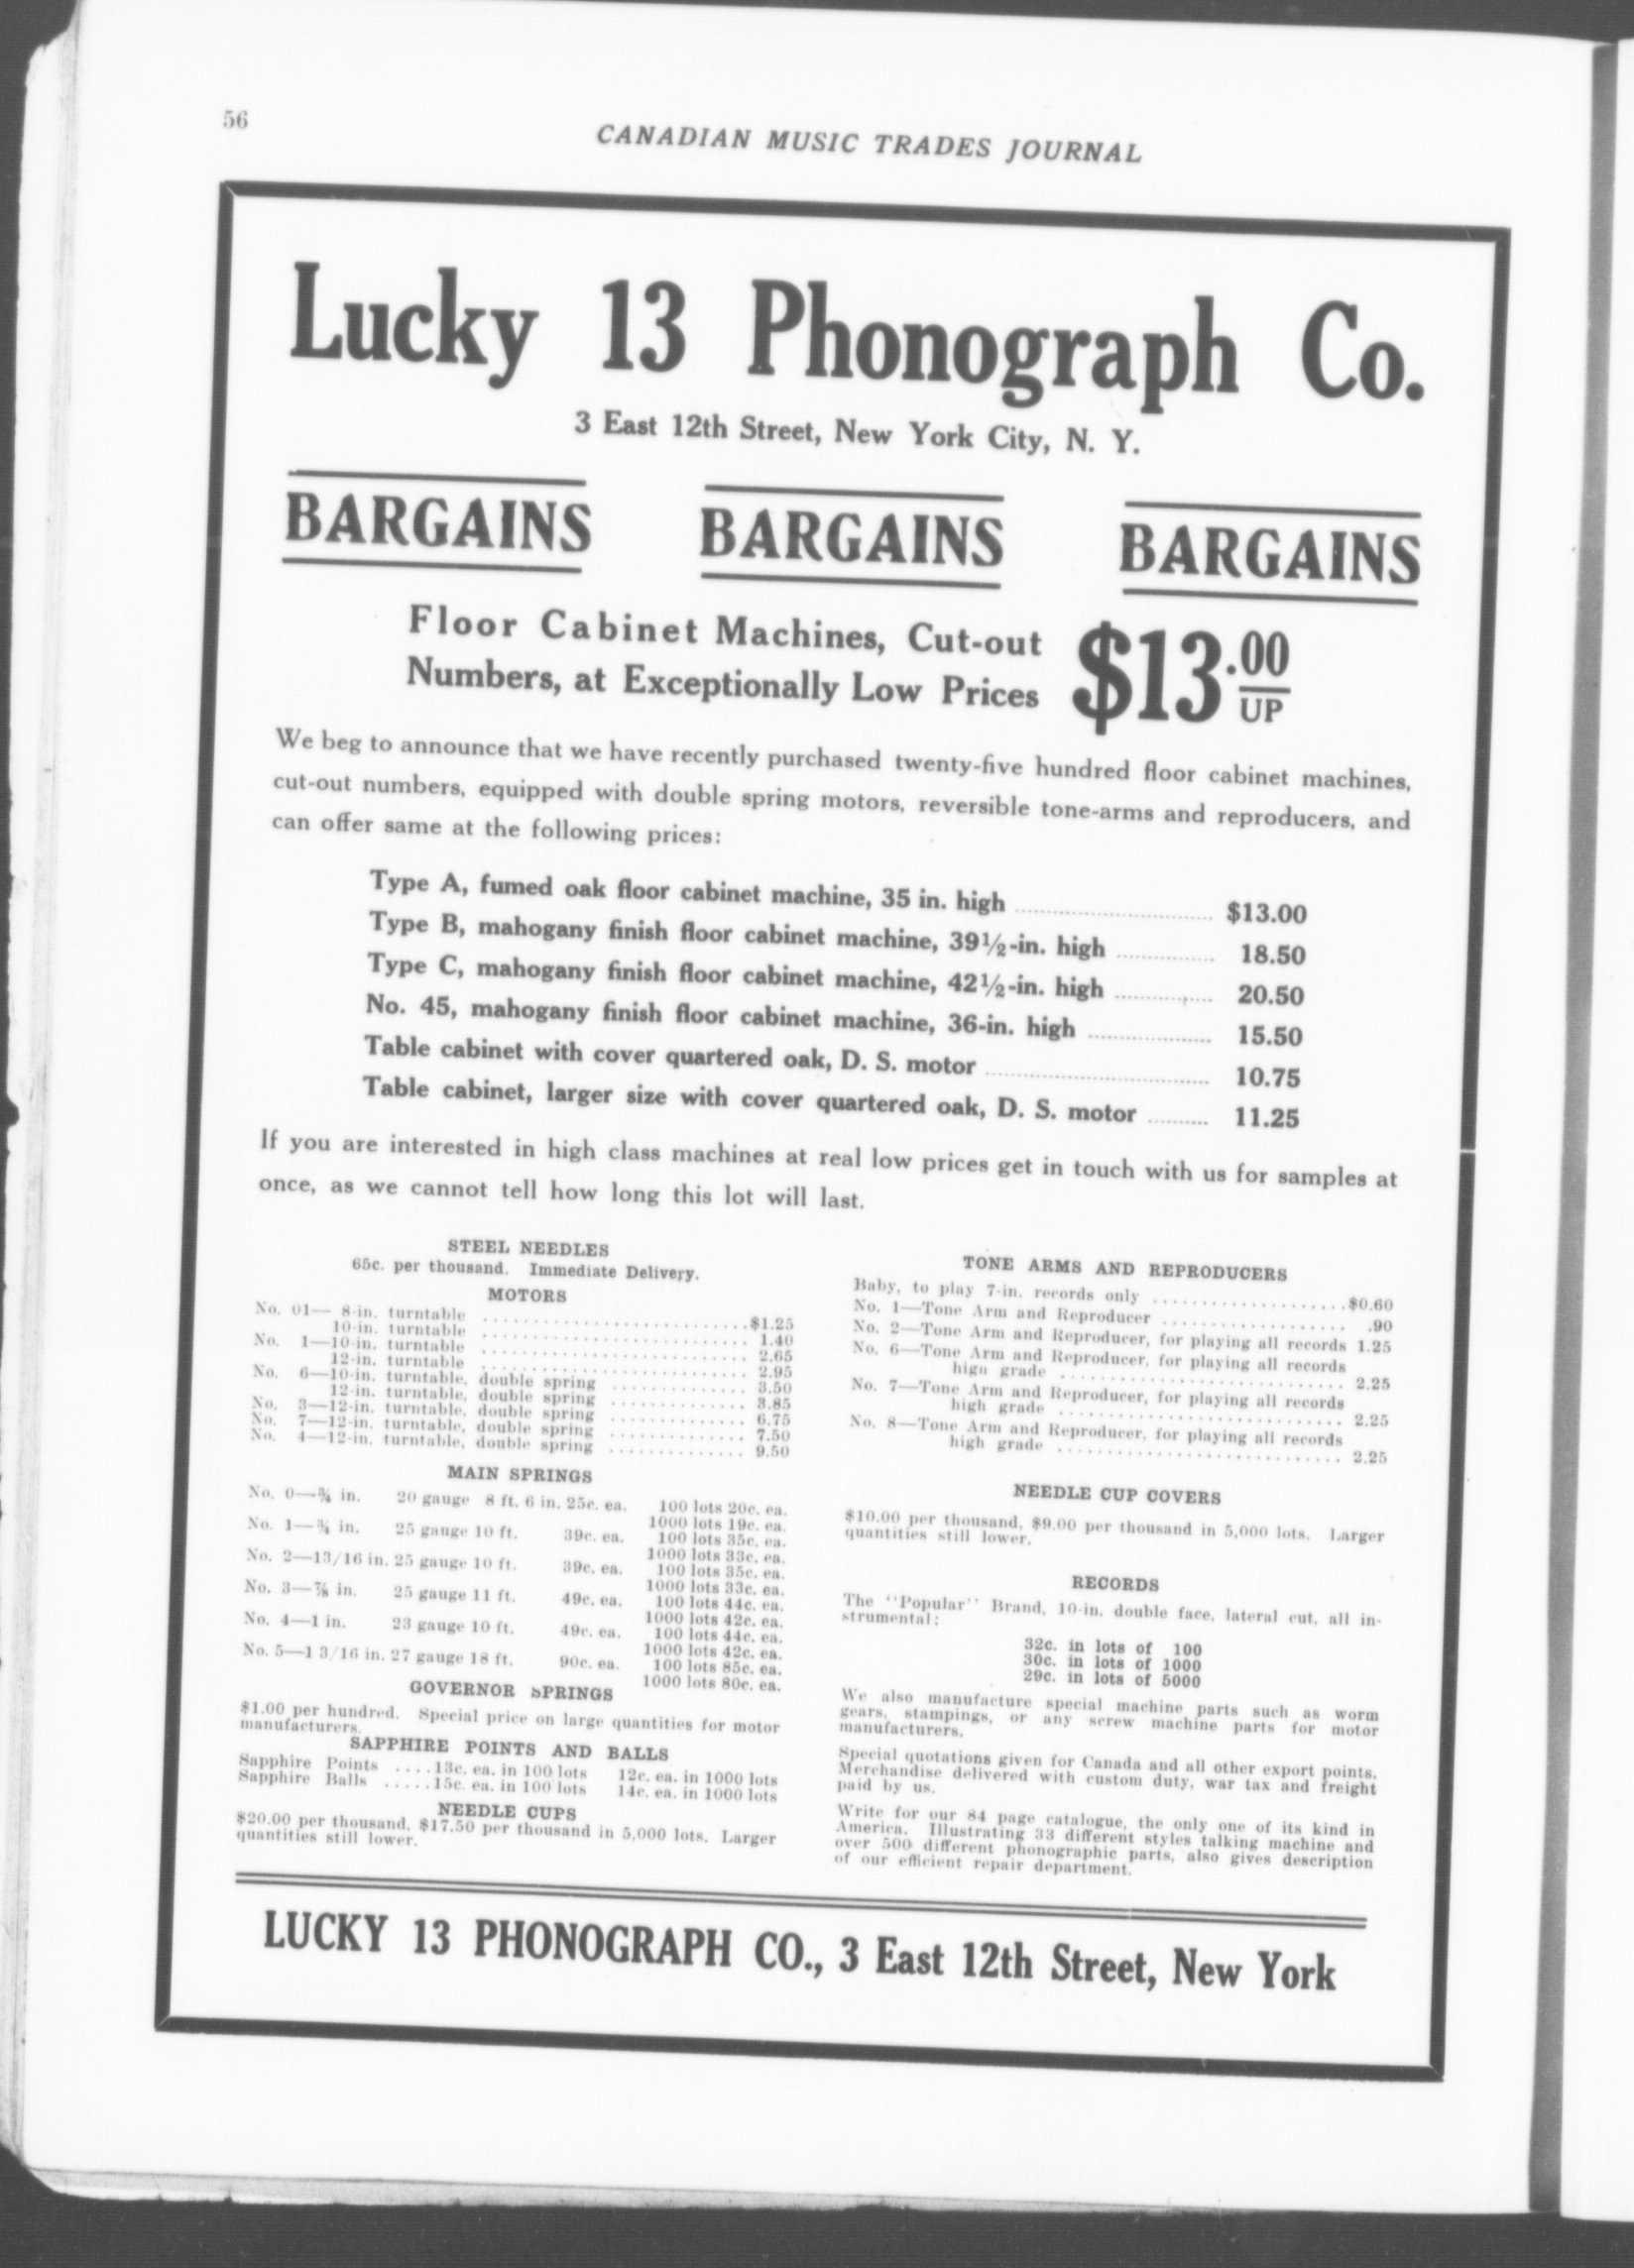 56
CANADIAN MUSIC TRADES JOURNAL
Lucky 13 Phonograph Co.
3 East 12th Street, New York City, N. Y.
BARGAINS BARGAINS BARGAINS
Floor Cabinet Machines, Cut-out
Numbers, at Exceptionally Low Prices
$13.00 UP
We beg to announce that we have recently purchased twenty-five hundred floor cabinet machines,
cut-out numbers, equipped with double spring motors, reversible tone-arms and reproducers, and
can offer same at the following prices:
Type A, fumed oak floor cabinet machine, 35 in. high ........ $13.00
Type B, mahogany finish floor cabinet machine, 39½-in. high ........ 18.50
Type C, mahogany finish floor cabinet machine, 42½-in. high ........ 20.50
No. 45, mahogany finish floor cabinet machine, 36-in. high ........ 15.50
Table cabinet with cover quartered oak, D. S. motor ........ 10.75
Table cabinet, larger size with cover quartered oak, D. S. motor ........ 11.25
If you are interested in high class machines at real low prices get in touch with us for samples at
once, as we cannot tell how long this lot will last.
STEEL NEEDLES
65c. per thousand. Immediate Delivery.
MOTORS
No. 01— 8-in. turntable ........ $1.25
10-in. turntable ........ 1.40
No. 1—10-in. turntable ........ 2.65
12-in. turntable ........ 2.95
No. 6—10-in. turntable, double spring ........ 3.50
12-in. turntable, double spring ........ 3.85
No. 3—12-in. turntable, double spring ........ 6.75
No. 7—12-in. turntable, double spring ........ 7.50
No. 4—12-in. turntable, double spring ........ 9.50
MAIN SPRINGS
No. 0—¾ in. 20 gauge 8 ft. 6 in. 25c. ea. 100 lots 20c. ea.
1000 lots 19c. ea.
No. 1—¾ in. 25 gauge 10 ft. 39c. ea. 100 lots 35c. ea.
1000 lots 33c. ea.
No. 2—13/16 in. 25 gauge 10 ft. 39c. ea. 100 lots 35c. ea.
1000 lots 33c. ea.
No. 3—⅞ in. 25 gauge 11 ft. 49c. ea. 100 lots 44c. ea.
1000 lots 42c. ea.
No. 4—1 in. 23 gauge 10 ft. 49c. ea. 100 lots 44c. ea.
1000 lots 42c. ea.
No. 5—1 3/16 in. 27 gauge 18 ft. 90c. ea. 100 lots 85c. ea.
1000 lots 80c. ea.
GOVERNOR SPRINGS
$1.00 per hundred. Special price on large quantities for motor
manufacturers.
SAPPHIRE POINTS AND BALLS
Sapphire Points ....13c. ea. in 100 lots 12c. ea. in 1000 lots
Sapphire Balls .....15c. ea. in 100 lots 14c. ea. in 1000 lots
NEEDLE CUPS
$20.00 per thousand, $17.50 per thousand in 5,000 lots. Larger
quantities still lower.
TONE ARMS AND REPRODUCERS
Baby, to play 7-in. records only ........ $0.60
No. 1—Tone Arm and Reproducer ........ .90
No. 2—Tone Arm and Reproducer, for playing all records 1.25
No. 6—Tone Arm and Reproducer, for playing all records
high grade ........ 2.25
No. 7—Tone Arm and Reproducer, for playing all records
high grade ........ 2.25
No. 8—Tone Arm and Reproducer, for playing all records
high grade ........ 2.25
NEEDLE CUP COVERS
$10.00 per thousand, $9.00 per thousand in 5,000 lots. Larger
quantities still lower.
RECORDS
The "Popular" Brand, 10-in. double face, lateral cut, all in-
strumental:
32c. in lots of 100
30c. in lots of 1000
29c. in lots of 5000
We also manufacture special machine parts such as worm
gears, stampings, or any screw machine parts for motor
manufacturers.
Special quotations given for Canada and all other export points.
Merchandise delivered with custom duty, war tax and freight
paid by us.
Write for our 84 page catalogue, the only one of its kind in
America. Illustrating 33 different styles talking machine and
over 500 different phonographic parts, also gives description
of our efficient repair department.
LUCKY 13 PHONOGRAPH CO., 3 East 12th Street, New York